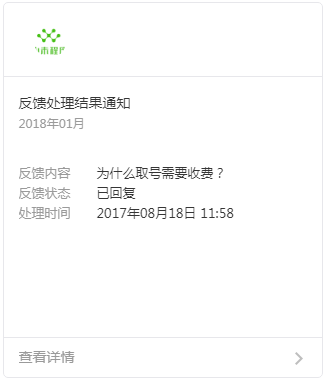 反馈处理结果通知
2018年01月
反馈内容 为什么取号需要收费？
反馈状态 已回复
处理时间 2017年08月18日 11:58
查看详情